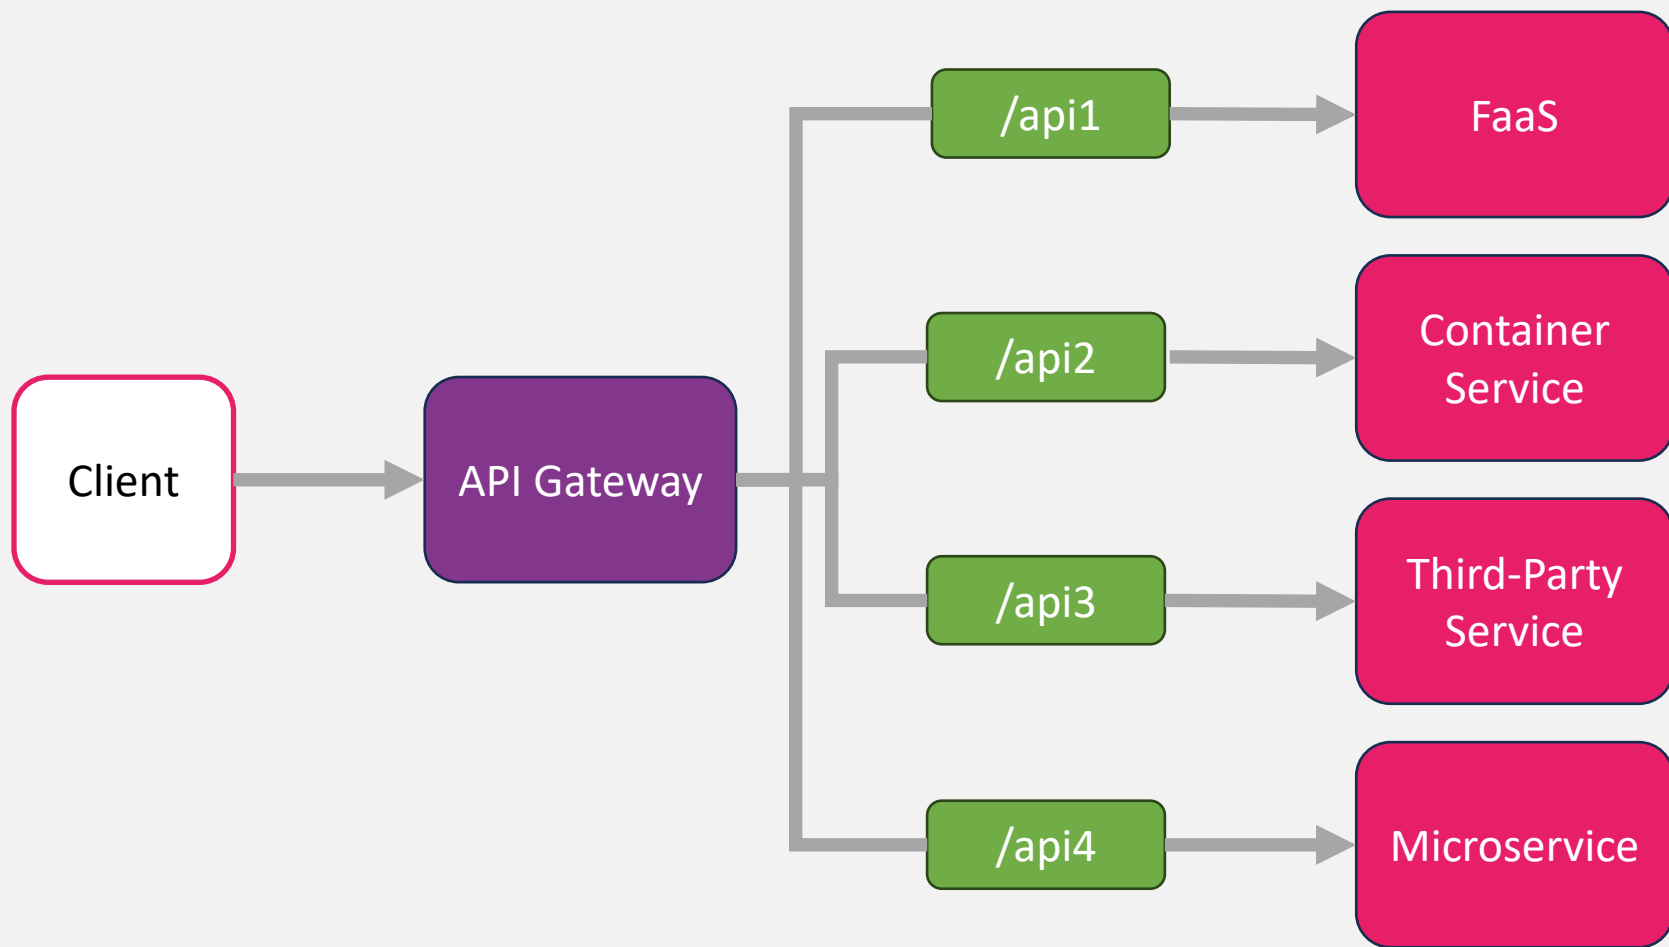 Client
API Gateway
/api1
FaaS
/api2
Container
Service
/api3
Third-Party
Service
/api4
Microservice